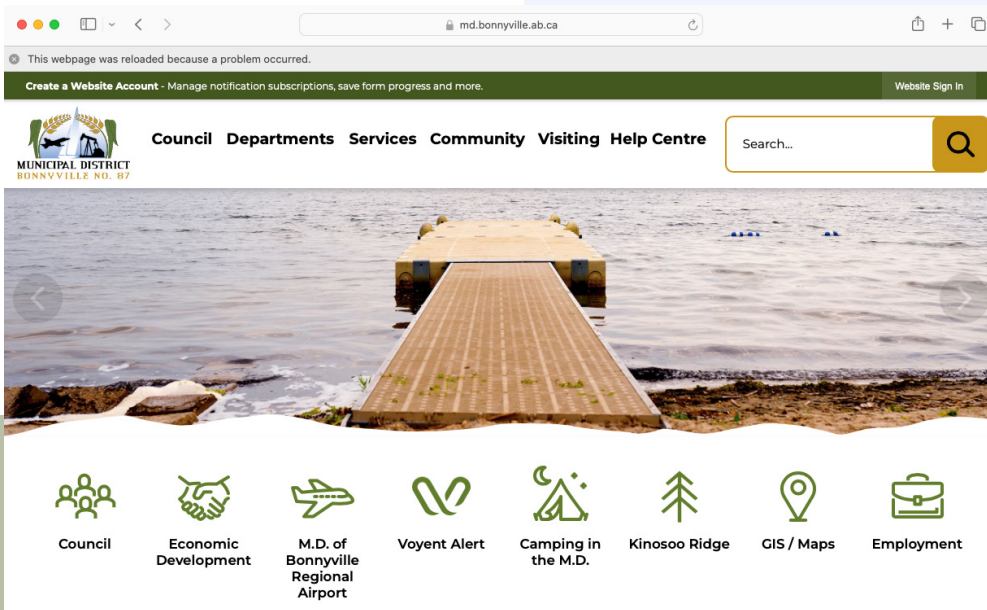 md.bonnyville.ab.ca
This webpage was reloaded because a problem occurred.
Create a Website Account - Manage notification subscriptions, save form progress and more.
Website Sign In
MUNICIPAL DISTRICT
BONNYVILLE NO. 87
Council
Departments
Services
Community
Visiting
Help Centre
Search...
Council
Economic
Development
M.D. of
Bonnyville
Regional
Airport
Voyent Alert
Camping in
the M.D.
Kinosoo Ridge
GIS / Maps
Employment